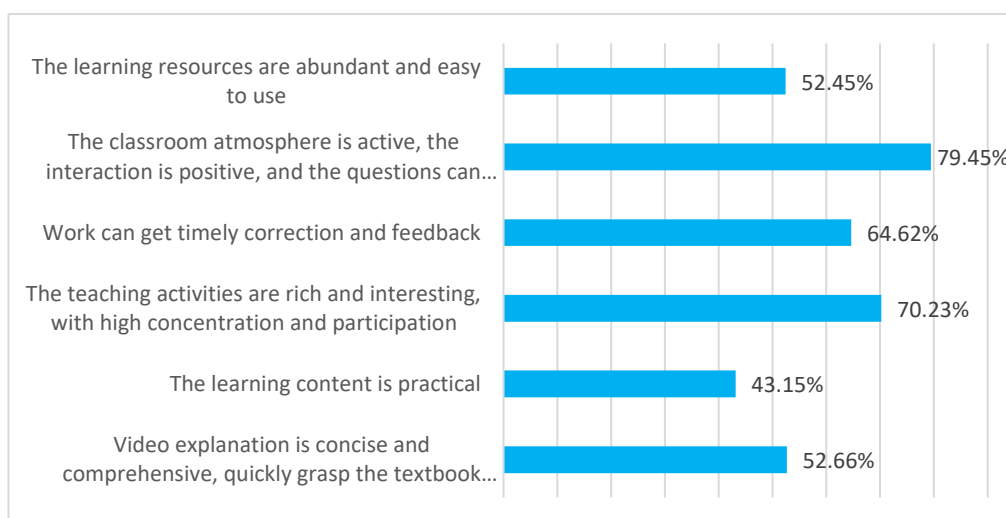 The learning resources are abundant and easy
to use
52.45%
The classroom atmosphere is active, the
interaction is positive, and the questions can…
79.45%
Work can get timely correction and feedback
64.62%
The teaching activities are rich and interesting,
with high concentration and participation
70.23%
The learning content is practical
43.15%
Video explanation is concise and
comprehensive, quickly grasp the textbook…
52.66%